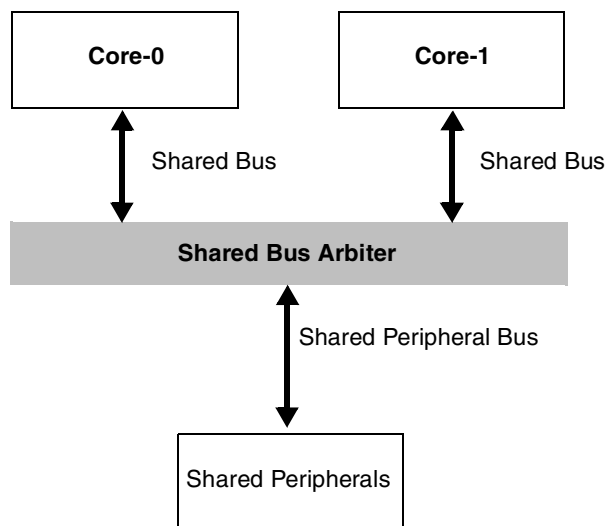 Core-0
Core-1
Shared Bus
Shared Bus
Shared Bus Arbiter
Shared Peripheral Bus
Shared Peripherals